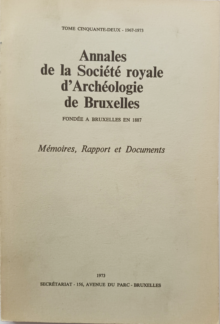 TOME CINQUANTE-DEUX - 1967-1973
Annales
de la Société royale
d'Archéologie
de Bruxelles
FONDÉE A BRUXELLES EN 1887
Mémoires, Rapport et Documents
1973
SECRÉTARIAT - 158, AVENUE DU PARC - BRUXELLES